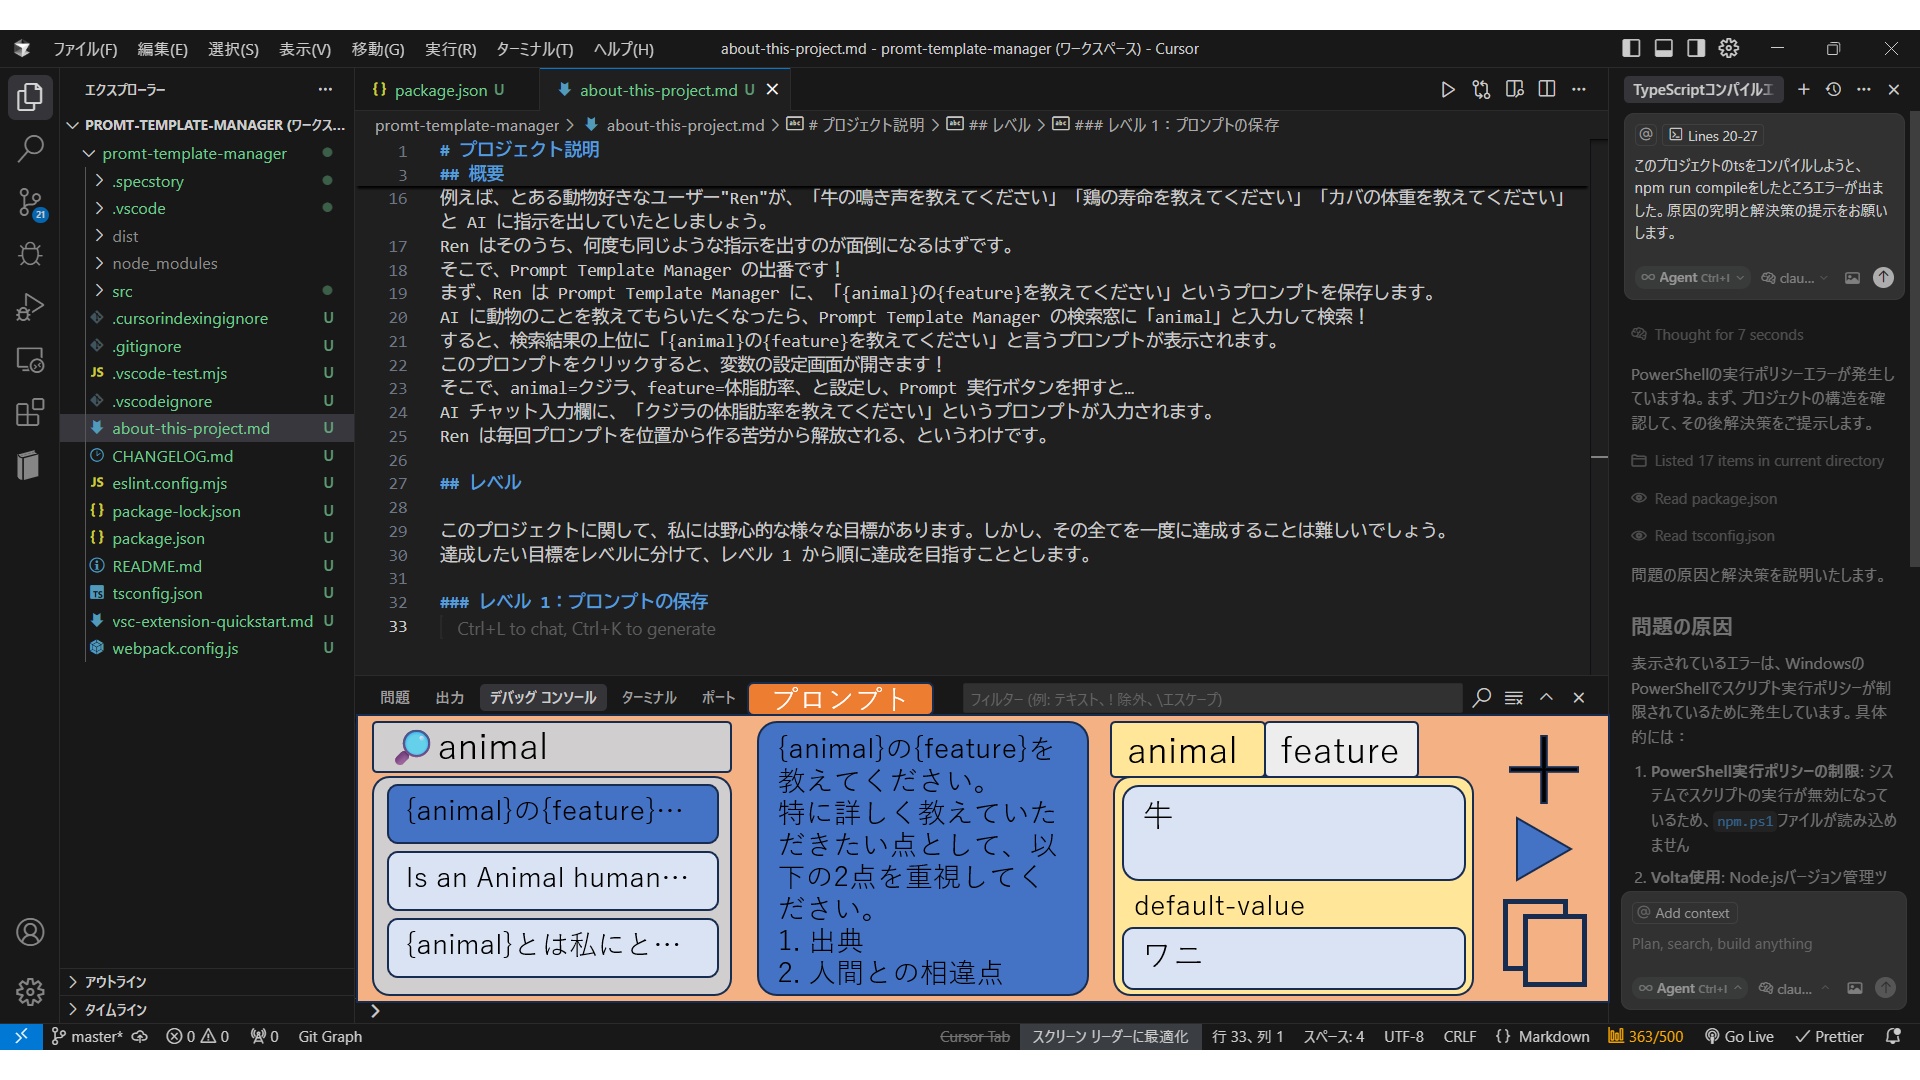 ファイル(F) 編集(E) 選択(S) 表示(V) 移動(G) 実行(R) ターミナル(T) ヘルプ(H)
about-this-project.md - promt-template-manager (ワークスペース) - Cursor
エクスプローラー
PROMT-TEMPLATE-MANAGER (ワークス...
promt-template-manager
.specstory
.vscode
dist
node_modules
src
.cursorindexingignore U
.gitignore U
JS .vscode-test.mjs U
.vscodeignore U
about-this-project.md U
CHANGELOG.md U
JS eslint.config.mjs U
{} package-lock.json U
{} package.json U
README.md U
TS tsconfig.json U
vsc-extension-quickstart.md U
webpack.config.js U
アウトライン
タイムライン
21
{} package.json U
about-this-project.md U
promt-template-manager > about-this-project.md > # プロジェクト説明 > ## レベル > ### レベル 1：プロンプトの保存
1 # プロジェクト説明
3 ## 概要
16 例えば、とある動物好きなユーザー"Ren"が、「牛の鳴き声を教えてください」「鶏の寿命を教えてください」「カバの体重を教えてください」
と AI に指示を出していたとしましょう。
17 Ren はそのうち、何度も同じような指示を出すのが面倒になるはずです。
18 そこで、Prompt Template Manager の出番です！
19 まず、Ren は Prompt Template Manager に、「{animal}の{feature}を教えてください」というプロンプトを保存します。
20 AI に動物のことを教えてもらいたくなったら、Prompt Template Manager の検索窓に「animal」と入力して検索！
21 すると、検索結果の上位に「{animal}の{feature}を教えてください」と言うプロンプトが表示されます。
22 このプロンプトをクリックすると、変数の設定画面が開きます！
23 そこで、animal=クジラ、feature=体脂肪率、と設定し、Prompt 実行ボタンを押すと…
24 AI チャット入力欄に、「クジラの体脂肪率を教えてください」というプロンプトが入力されます。
25 Ren は毎回プロンプトを位置から作る苦労から解放される、というわけです。
26
27 ## レベル
28
29 このプロジェクトに関して、私には野心的な様々な目標があります。しかし、その全てを一度に達成することは難しいでしょう。
30 達成したい目標をレベルに分けて、レベル 1 から順に達成を目指すこととします。
31
32 ### レベル 1：プロンプトの保存
33 Ctrl+L to chat, Ctrl+K to generate
問題 出力 デバッグ コンソール ターミナル ポート プロンプト
フィルター (例: テキスト、! 除外、\エスケープ)
🔎animal
{animal}の{feature}…
Is an Animal human…
{animal}とは私にと…
{animal}の{feature}を
教えてください。
特に詳しく教えていた
だきたい点として、以
下の2点を重視してく
ださい。
1. 出典
2. 人間との相違点
animal feature
牛
default-value
ワニ
TypeScriptコンパイルエ
@ Lines 20-27
このプロジェクトのtsをコンパイルしようと、
npm run compileをしたところエラーが出ま
した。原因の究明と解決策の提示をお願い
します。
∞ Agent Ctrl+I clau...
Thought for 7 seconds
PowerShellの実行ポリシーエラーが発生し
ていますね。まず、プロジェクトの構造を確
認して、その後解決策をご提示します。
Listed 17 items in current directory
Read package.json
Read tsconfig.json
問題の原因と解決策を説明いたします。
問題の原因
表示されているエラーは、Windowsの
PowerShellでスクリプト実行ポリシーが制
限されているために発生しています。具体
的には：
1. PowerShell実行ポリシーの制限: シス
テムでスクリプトの実行が無効になって
いるため、npm.ps1ファイルが読み込め
ません
2. Volta使用: Node.jsバージョン管理ツ
@ Add context
Plan, search, build anything
∞ Agent Ctrl+I clau...
master* 0 0 0 Git Graph Cursor Tab スクリーン リーダーに最適化 行 33、列 1 スペース: 4 UTF-8 CRLF {} Markdown 363/500 Go Live Prettier